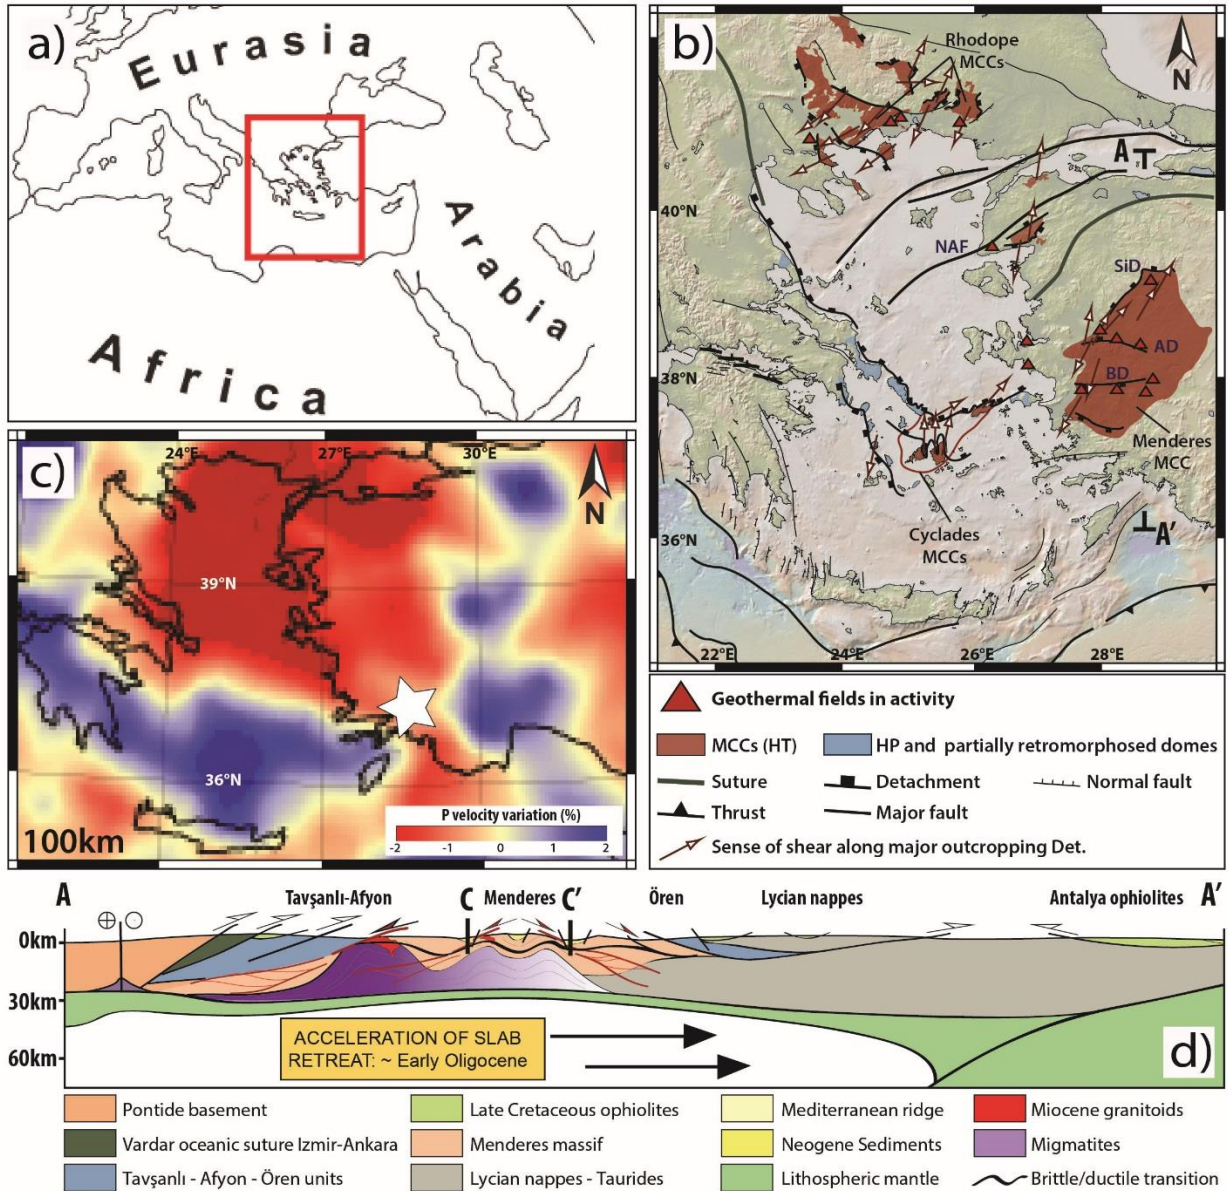 a)
Eurasia
Arabia
Africa
b)
Rhodope
MCCs
N
A
40°N
NAF
SiD
AD
38°N
BD
Menderes
MCC
Cyclades
MCCs
A'
36°N
22°E
24°E
26°E
28°E
c)
24°E
27°E
30°E
N
39°N
36°N
100km
P velocity variation (%)
-2 -1 0 1 2
Geothermal fields in activity
MCCs (HT)
HP and partially retromorphosed domes
Suture
Detachment
Normal fault
Thrust
Major fault
Sense of shear along major outcropping Det.
A
Tavşanlı-Afyon
C
Menderes
C'
Ören
Lycian nappes
Antalya ophiolites
A'
0km
30km
60km
ACCELERATION OF SLAB
RETREAT: ~ Early Oligocene
d)
Pontide basement
Late Cretaceous ophiolites
Mediterranean ridge
Miocene granitoids
Vardar oceanic suture Izmir-Ankara
Menderes massif
Neogene Sediments
Migmatites
Tavşanlı - Afyon - Ören units
Lycian nappes - Taurides
Lithospheric mantle
Brittle/ductile transition